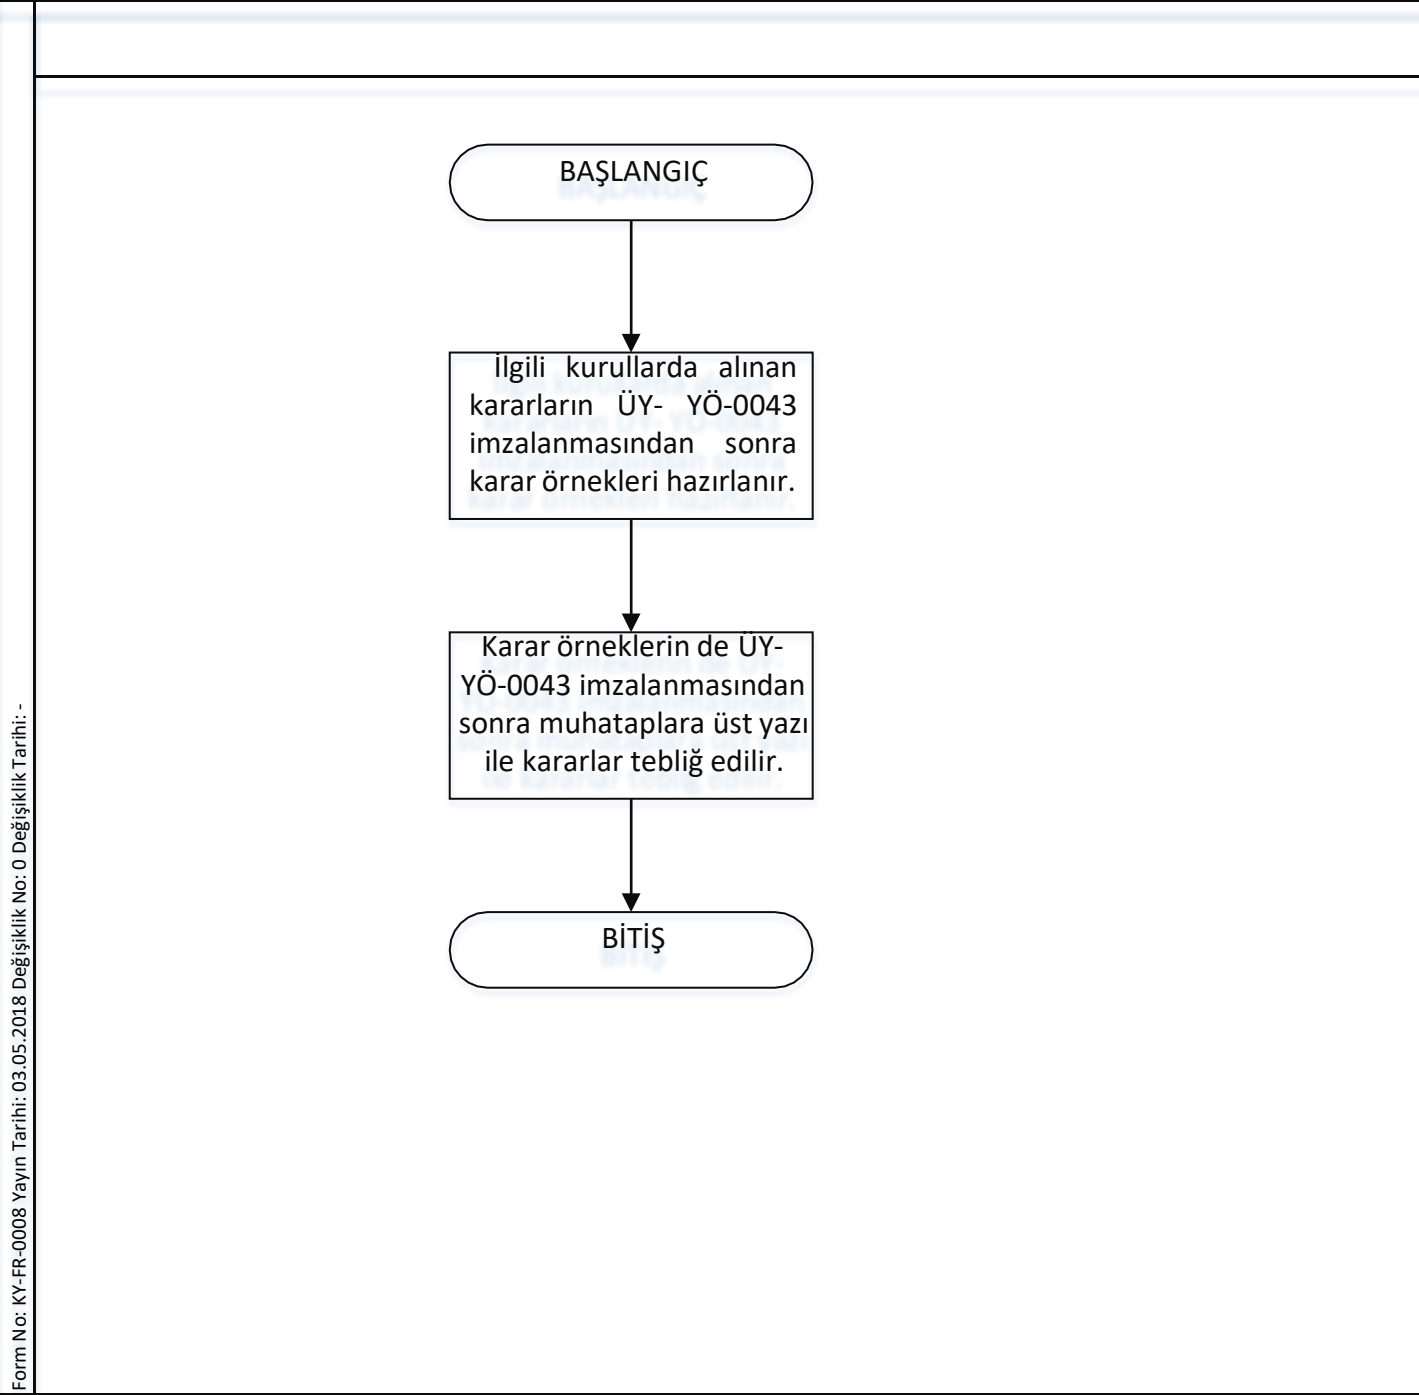 BAŞLANGIÇ
İlgili kurullarda alınan
kararların ÜY- YÖ-0043
imzalanmasından sonra
karar örnekleri hazırlanır.
Karar örneklerin de ÜY-
YÖ-0043 imzalanmasından
sonra muhataplara üst yazı
ile kararlar tebliğ edilir.
BİTİŞ
Form No: KY-FR-0008 Yayın Tarihi: 03.05.2018 Değişiklik No: 0 Değişiklik Tarihi: -